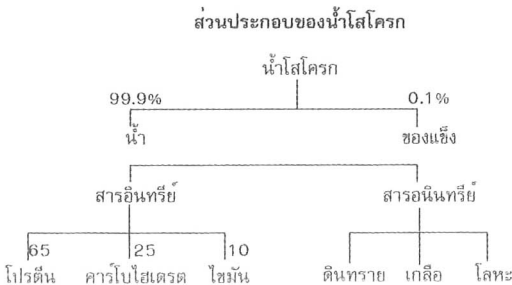 ส่วนประกอบของน้ำโสโครก
น้ำโสโครก
99.9% 0.1%
น้ำ ของแข็ง
สารอินทรีย์ สารอนินทรีย์
65 25 10
โปรตีน คาร์โบไฮเดรต ไขมัน ดินทราย เกลือ โลหะ